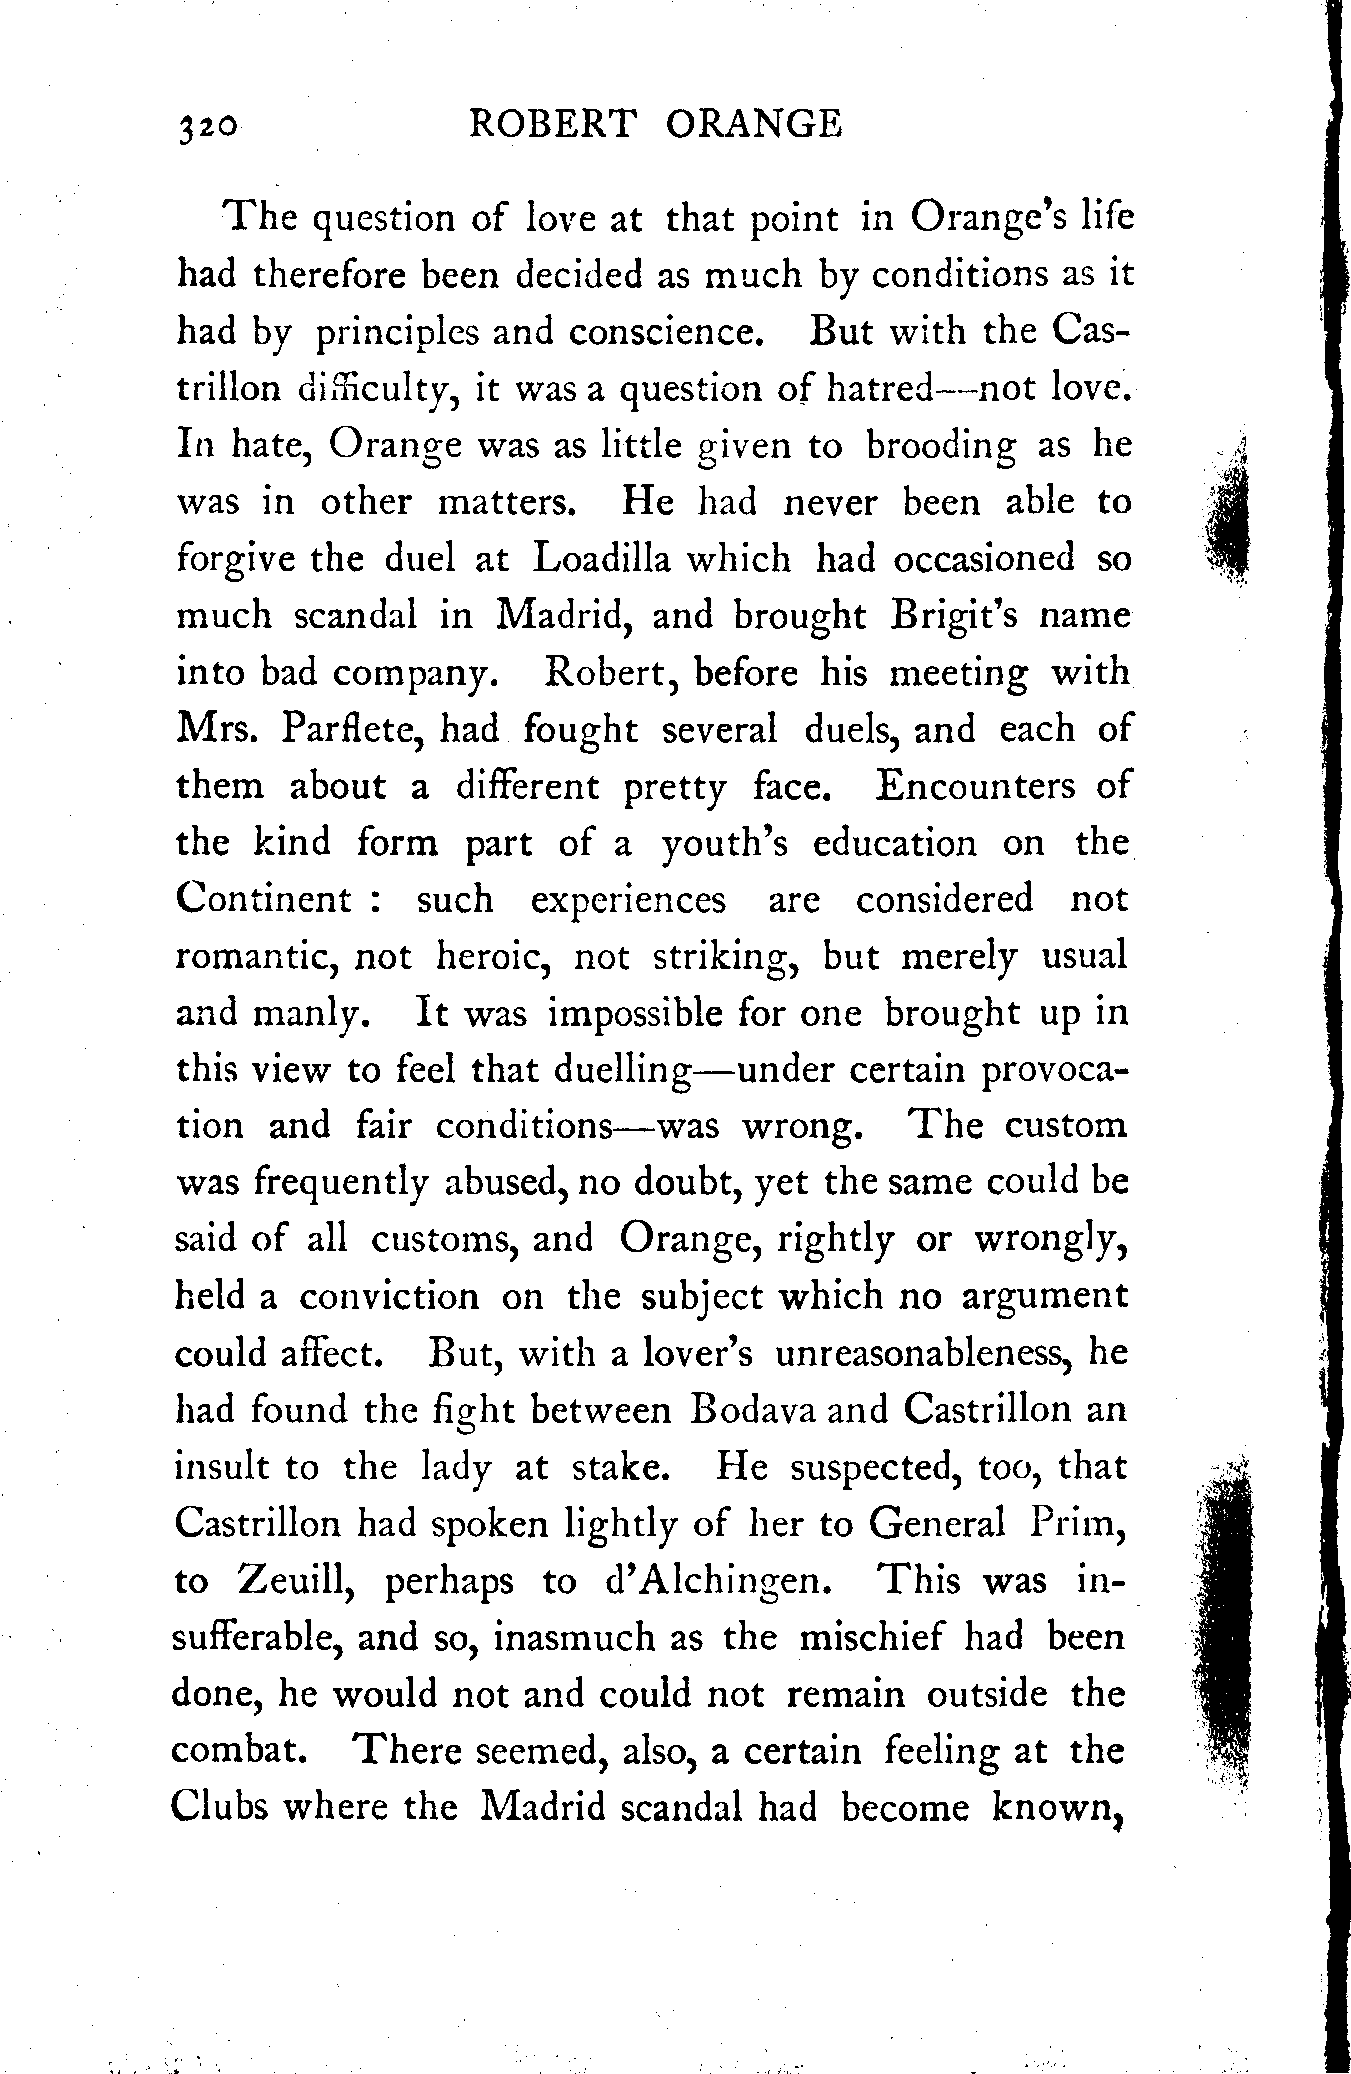 320 ROBERT ORANGE
The question of love at that point in Orange's life
had therefore been decided as much by conditions as it
had by principles and conscience. But with the Cas-
trillon difficulty, it was a question of hatred—not love.
In hate, Orange was as little given to brooding as he
was in other matters. He had never been able to
forgive the duel at Loadilla which had occasioned so
much scandal in Madrid, and brought Brigit's name
into bad company. Robert, before his meeting with
Mrs. Parflete, had fought several duels, and each of
them about a different pretty face. Encounters of
the kind form part of a youth's education on the
Continent : such experiences are considered not
romantic, not heroic, not striking, but merely usual
and manly. It was impossible for one brought up in
this view to feel that duelling—under certain provoca-
tion and fair conditions—was wrong. The custom
was frequently abused, no doubt, yet the same could be
said of all customs, and Orange, rightly or wrongly,
held a conviction on the subject which no argument
could affect. But, with a lover's unreasonableness, he
had found the fight between Bodava and Castrillon an
insult to the lady at stake. He suspected, too, that
Castrillon had spoken lightly of her to General Prim,
to Zeuill, perhaps to d'Alchingen. This was in-
sufferable, and so, inasmuch as the mischief had been
done, he would not and could not remain outside the
combat. There seemed, also, a certain feeling at the
Clubs where the Madrid scandal had become known,